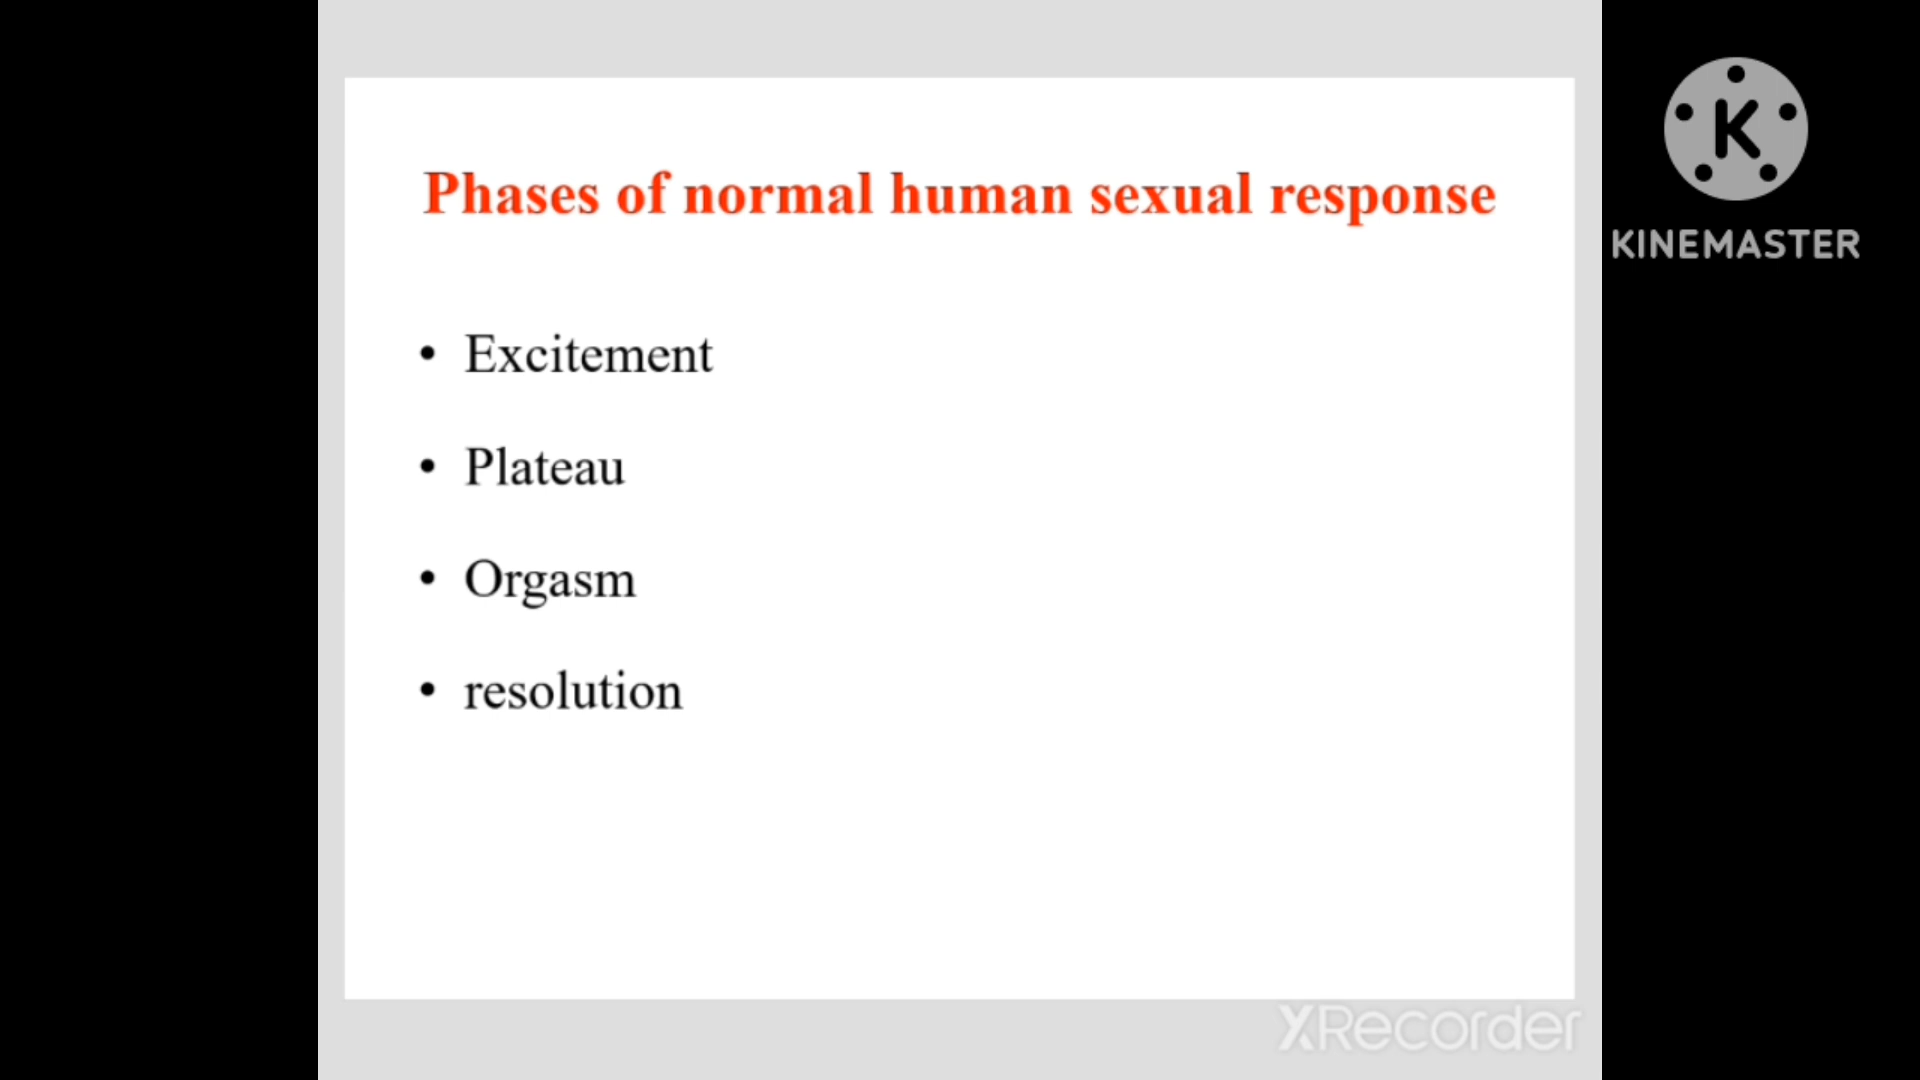 Phases of normal human sexual response
• Excitement
• Plateau
• Orgasm
• resolution
K
KINEMASTER
XRecorder